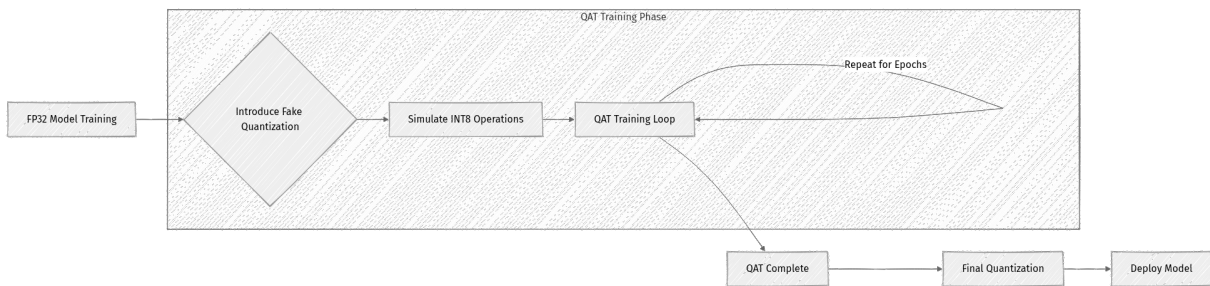 QAT Training Phase
FP32 Model Training
Introduce Fake
Quantization
Simulate INT8 Operations
QAT Training Loop
Repeat for Epochs
QAT Complete
Final Quantization
Deploy Model